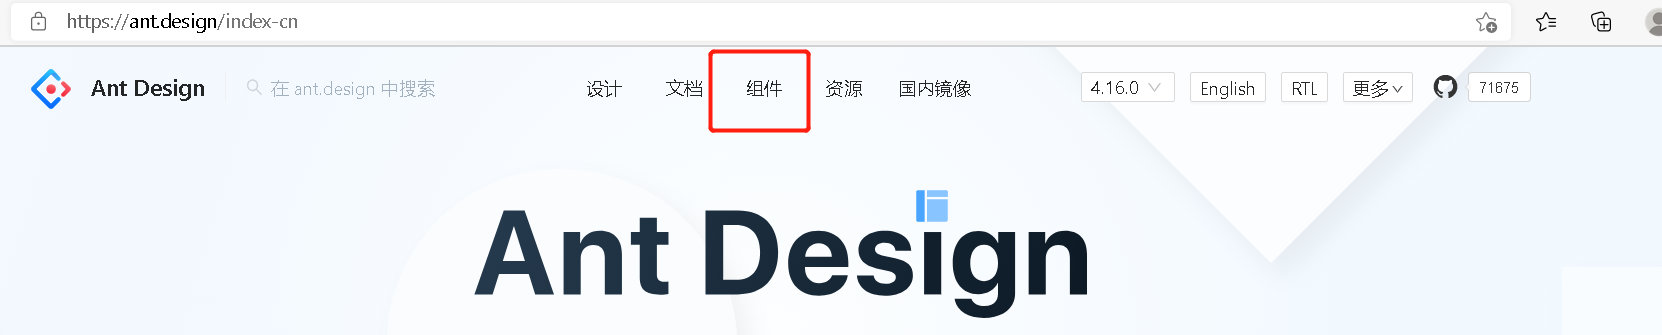 https://ant.design/index-cn
Ant Design 在 ant.design 中搜索 设计 文档 组件 资源 国内镜像 4.16.0 English RTL 更多 71675
Ant Design